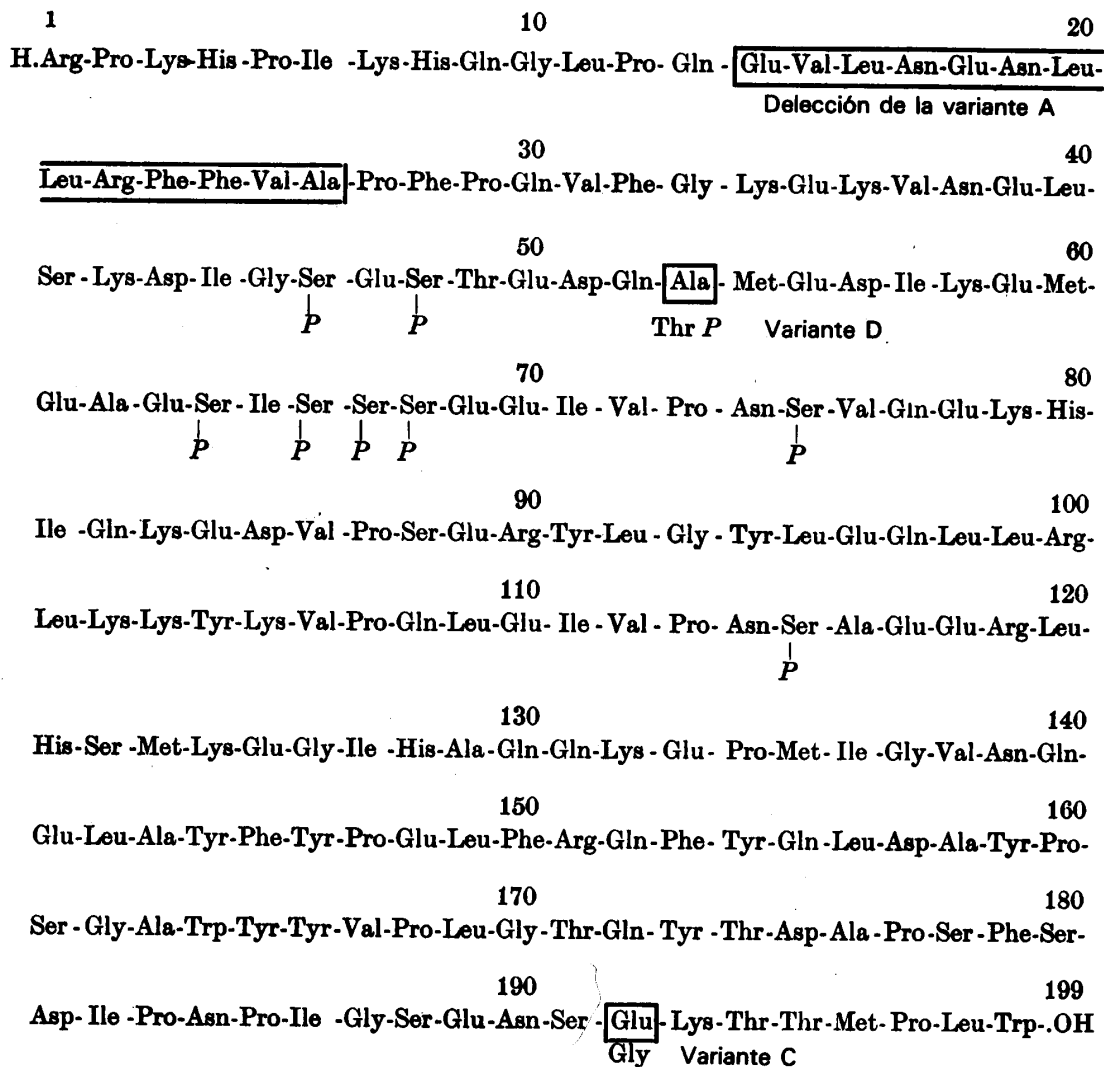 1 10 20
H.Arg-Pro-Lys-His-Pro-Ile-Lys-His-Gln-Gly-Leu-Pro-Gln-Glu-Val-Leu-Asn-Glu-Asn-Leu-
Delección de la variante A
30 40
Leu-Arg-Phe-Phe-Val-Ala-Pro-Phe-Pro-Gln-Val-Phe-Gly-Lys-Glu-Lys-Val-Asn-Glu-Leu-
50 60
Ser-Lys-Asp-Ile-Gly-Ser-Glu-Ser-Thr-Glu-Asp-Gln-Ala-Met-Glu-Asp-Ile-Lys-Glu-Met-
P P Thr P Variante D
70 80
Glu-Ala-Glu-Ser-Ile-Ser-Ser-Ser-Glu-Glu-Ile-Val-Pro-Asn-Ser-Val-Gln-Glu-Lys-His-
P P P P P
90 100
Ile-Gln-Lys-Glu-Asp-Val-Pro-Ser-Glu-Arg-Tyr-Leu-Gly-Tyr-Leu-Glu-Gln-Leu-Leu-Arg-
110 120
Leu-Lys-Lys-Tyr-Lys-Val-Pro-Gln-Leu-Glu-Ile-Val-Pro-Asn-Ser-Ala-Glu-Glu-Arg-Leu-
P
130 140
His-Ser-Met-Lys-Glu-Gly-Ile-His-Ala-Gln-Gln-Lys-Glu-Pro-Met-Ile-Gly-Val-Asn-Gln-
150 160
Glu-Leu-Ala-Tyr-Phe-Tyr-Pro-Glu-Leu-Phe-Arg-Gln-Phe-Tyr-Gln-Leu-Asp-Ala-Tyr-Pro-
170 180
Ser-Gly-Ala-Trp-Tyr-Tyr-Val-Pro-Leu-Gly-Thr-Gln-Tyr-Thr-Asp-Ala-Pro-Ser-Phe-Ser-
190 199
Asp-Ile-Pro-Asn-Pro-Ile-Gly-Ser-Glu-Asn-Ser-Glu-Lys-Thr-Thr-Met-Pro-Leu-Trp-.OH
Gly Variante C